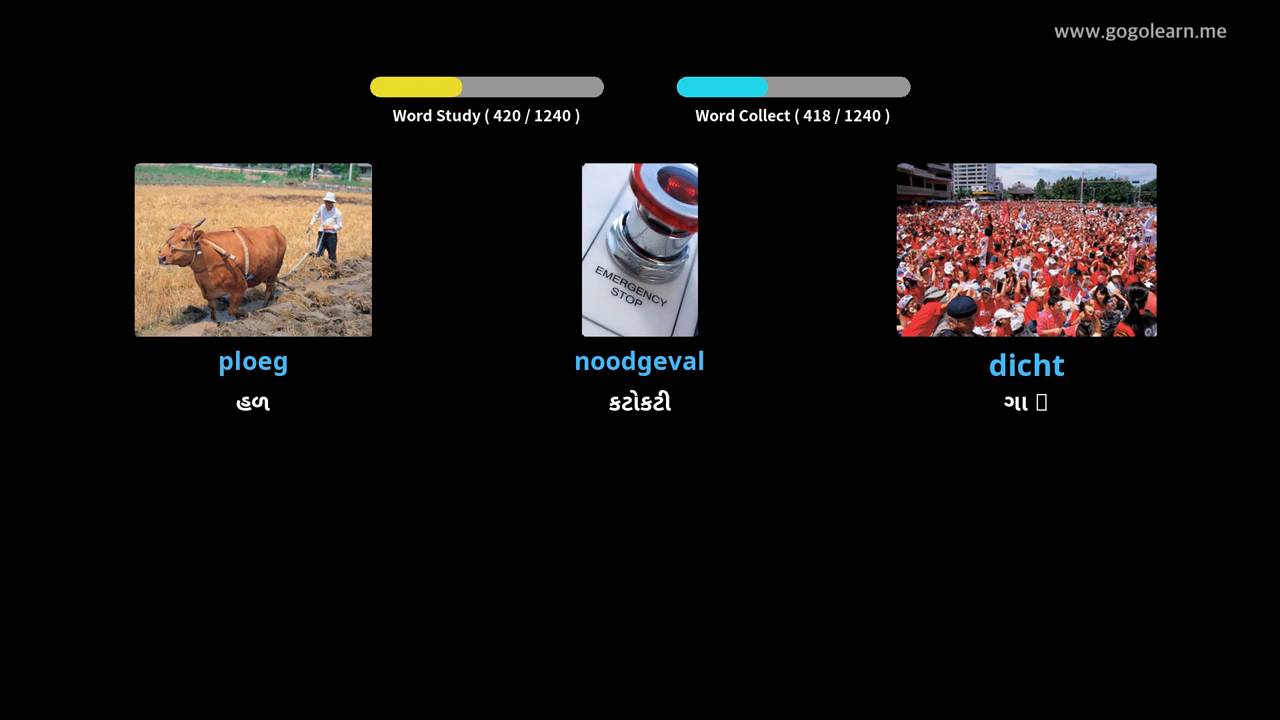 www.gogolearn.me
Word Study ( 420 / 1240 )
Word Collect ( 418 / 1240 )
EMERGENCY
STOP
ploeg
noodgeval
dicht
હળ
કટોકટી
ગા